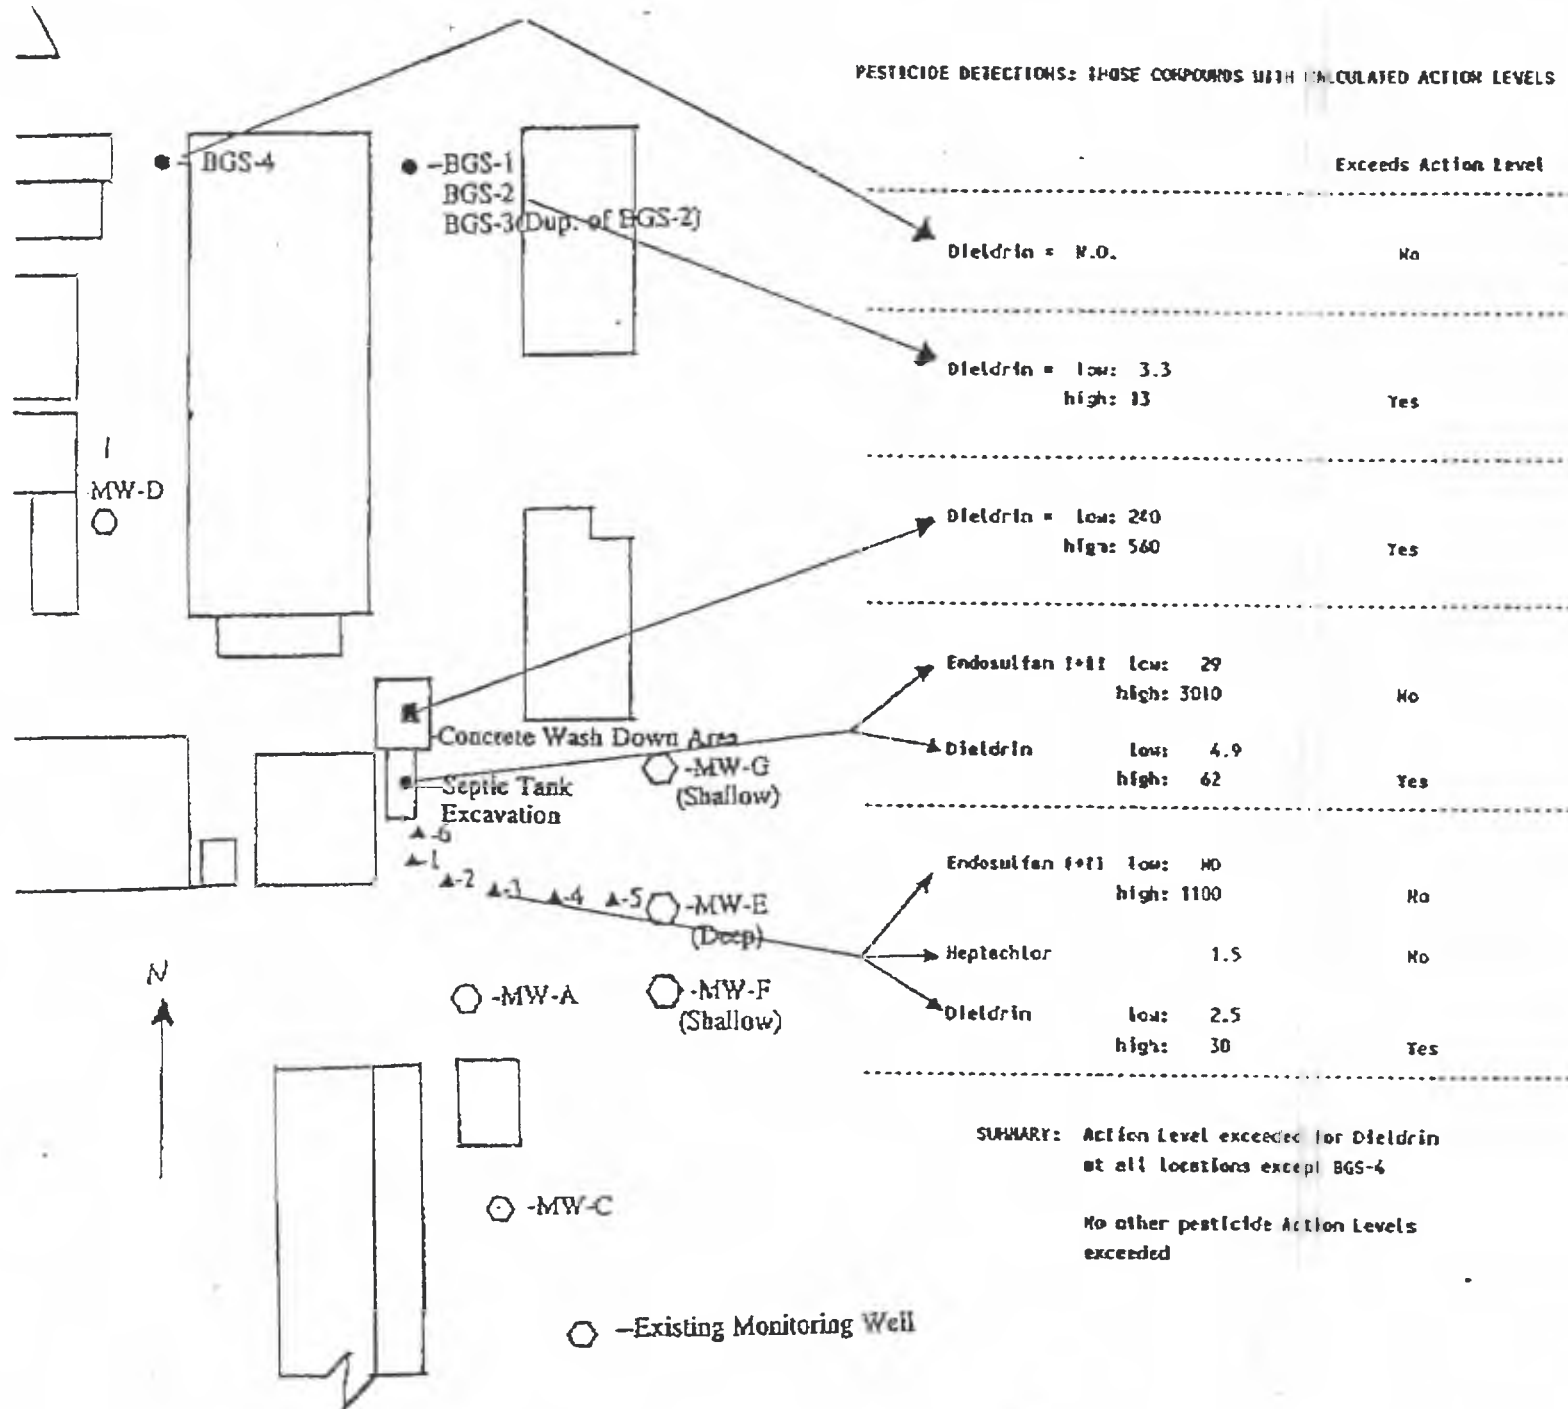 PESTICIDE DETECTIONS: THOSE COMPOUNDS WITH CALCULATED ACTION LEVELS
Exceeds Action Level
-BGS-4
-BGS-1
BGS-2
BGS-3(Dup. of BGS-2)
Dieldrin = N.D. No
Dieldrin = low: 3.3
high: 13 Yes
MW-D
Dieldrin = low:
high: 560 Yes
Endosulfan I+II low: 29
high: 3010 No
Concrete Wash Down Area
Dieldrin low: 4.9
high: 62 Yes
-MW-G
(Shallow)
Septic Tank
Excavation
-6
-1
-2
-3
-4
-5
Endosulfan I+II low: ND
high: 1100 No
-MW-E
(Deep)
Heptachlor 1.5 No
N
-MW-A
-MW-F
(Shallow)
Dieldrin low: 2.5
high: 30 Yes
SUMMARY: Action Level exceeded for Dieldrin
at all locations except BGS-4
No other pesticide Action Levels
exceeded
-MW-C
-Existing Monitoring Well